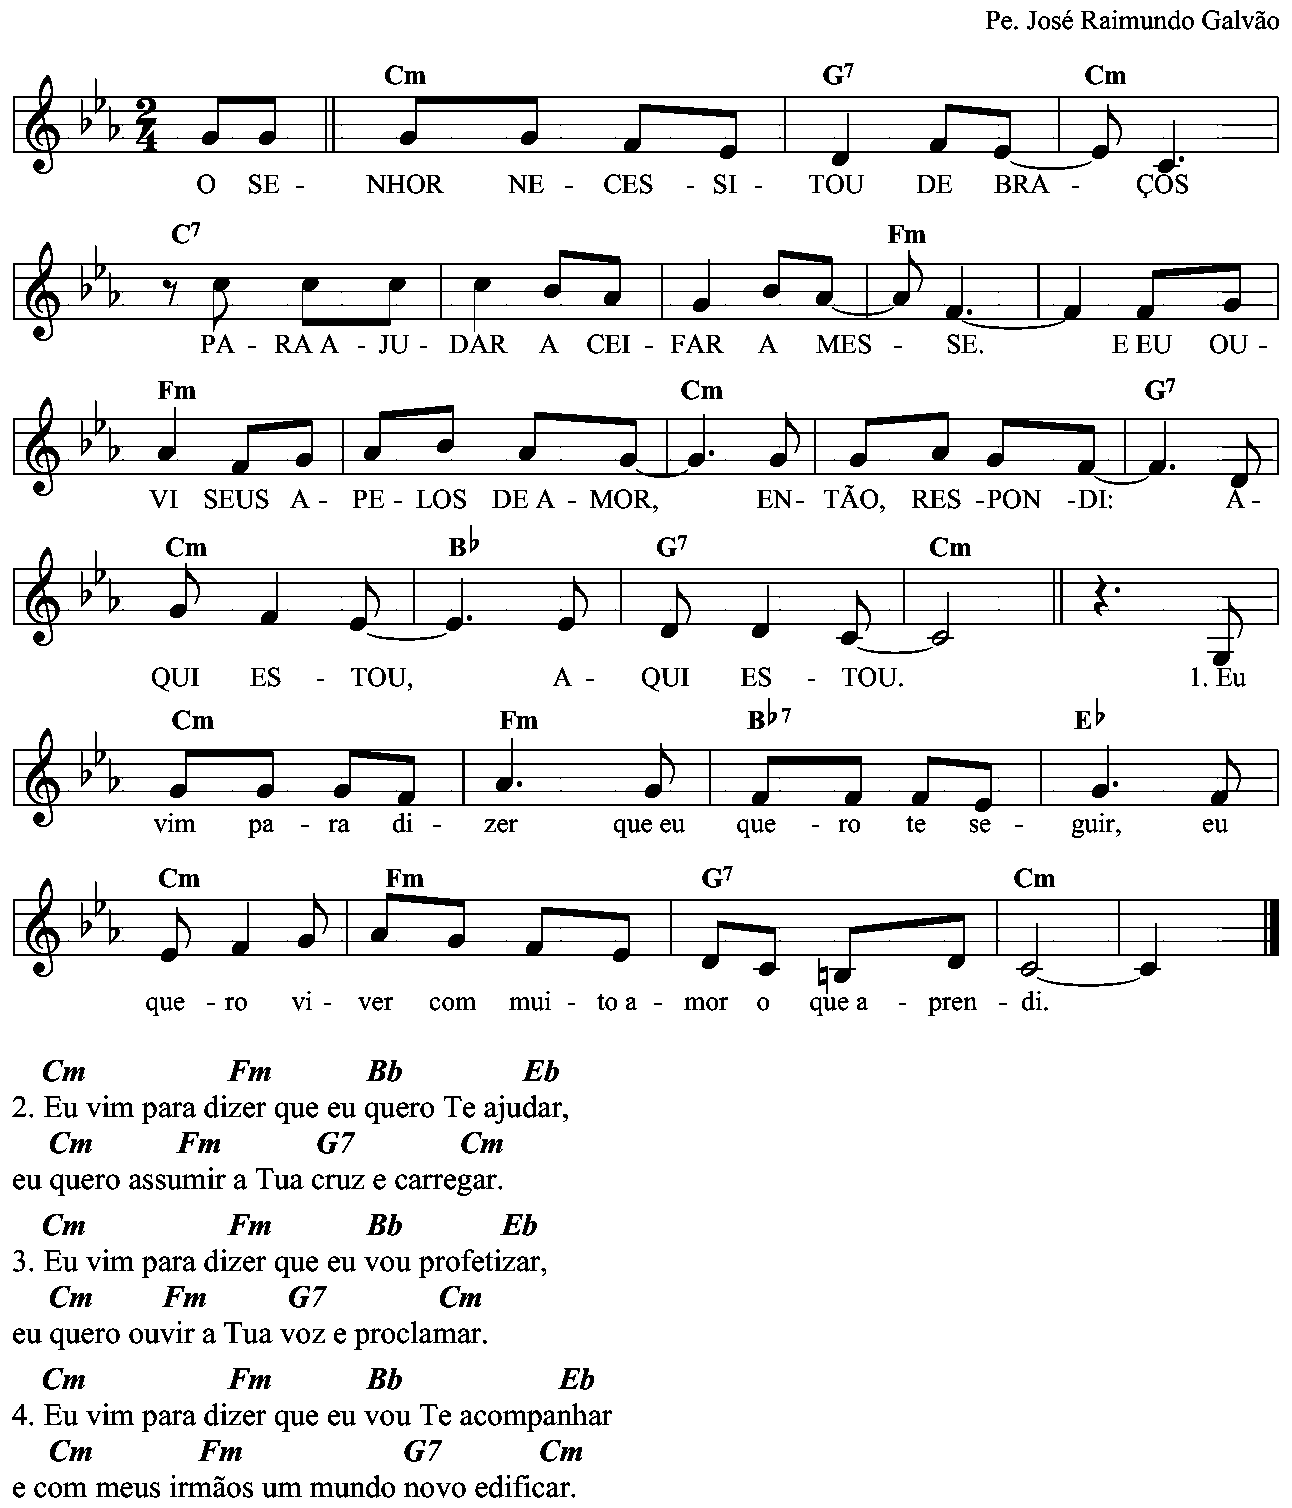 Pe. José Raimundo Galvão
Cm G7 Cm
2
4
O SE- NHOR NE - CES - SI - TOU DE BRA - ÇOS
C7 Fm
PA - RA A - JU - DAR A CEI - FAR A MES - SE. E EU OU -
Fm Cm G7
VI SEUS A - PE - LOS DE A - MOR, EN - TÃO, RES - PON - DI: A -
Cm B♭ G7 Cm
QUI ES - TOU, A - QUI ES - TOU. 1. Eu
Cm Fm B♭7 E♭
vim pa - ra di - zer que eu que - ro te se - guir, eu
Cm Fm G7 Cm
que - ro vi - ver com mui - to a - mor o que a - pren - di.
Cm Fm Bb Eb
2. Eu vim para dizer que eu quero Te ajudar,
Cm Fm G7 Cm
eu quero assumir a Tua cruz e carregar.
Cm Fm Bb Eb
3. Eu vim para dizer que eu vou profetizar,
Cm Fm G7 Cm
eu quero ouvir a Tua voz e proclamar.
Cm Fm Bb Eb
4. Eu vim para dizer que eu vou Te acompanhar
Cm Fm G7 Cm
e com meus irmãos um mundo novo edificar.